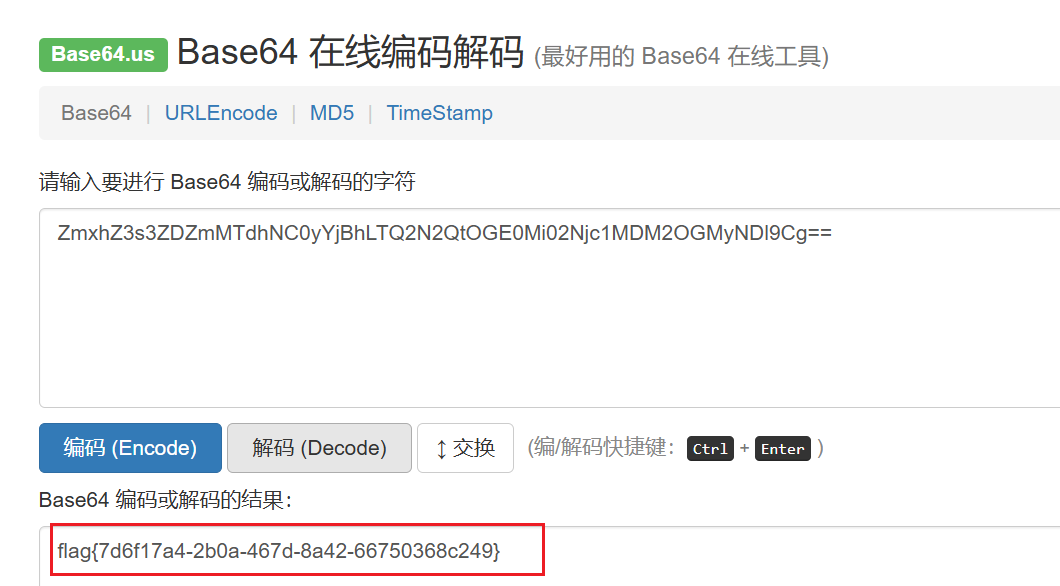 Base64.us Base64 在线编码解码 (最好用的 Base64 在线工具)
Base64 | URLEncode | MD5 | TimeStamp
请输入要进行 Base64 编码或解码的字符
ZmxhZ3s3ZDZmMTdhNC0yYjBhLTQ2N2QtOGE0Mi02Njc1MDM2OGMyNDl9Cg==
编码 (Encode) 解码 (Decode) ↕ 交换 (编/解码快捷键: Ctrl + Enter )
Base64 编码或解码的结果:
flag{7d6f17a4-2b0a-467d-8a42-66750368c249}